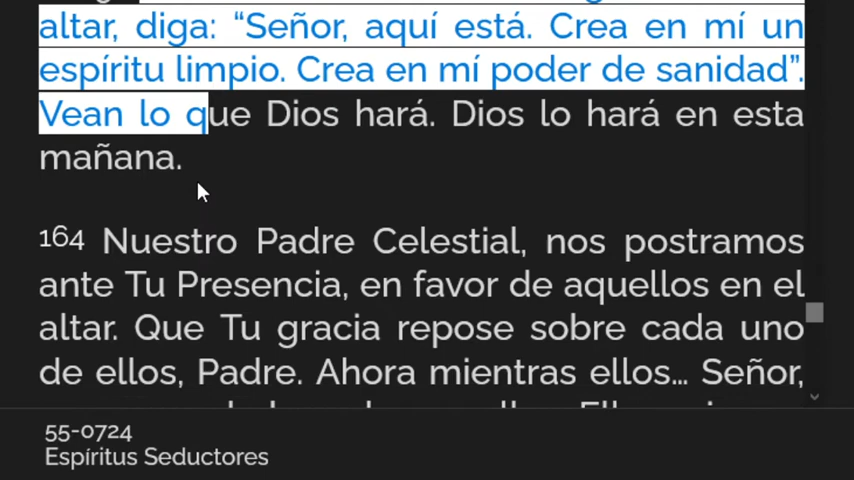 altar, diga: “Señor, aquí está. Crea en mí un
espíritu limpio. Crea en mí poder de sanidad”.
Vean lo que Dios hará. Dios lo hará en esta
mañana.
164 Nuestro Padre Celestial, nos postramos
ante Tu Presencia, en favor de aquellos en el
altar. Que Tu gracia repose sobre cada uno
de ellos, Padre. Ahora mientras ellos… Señor,
55-0724
Espíritus Seductores